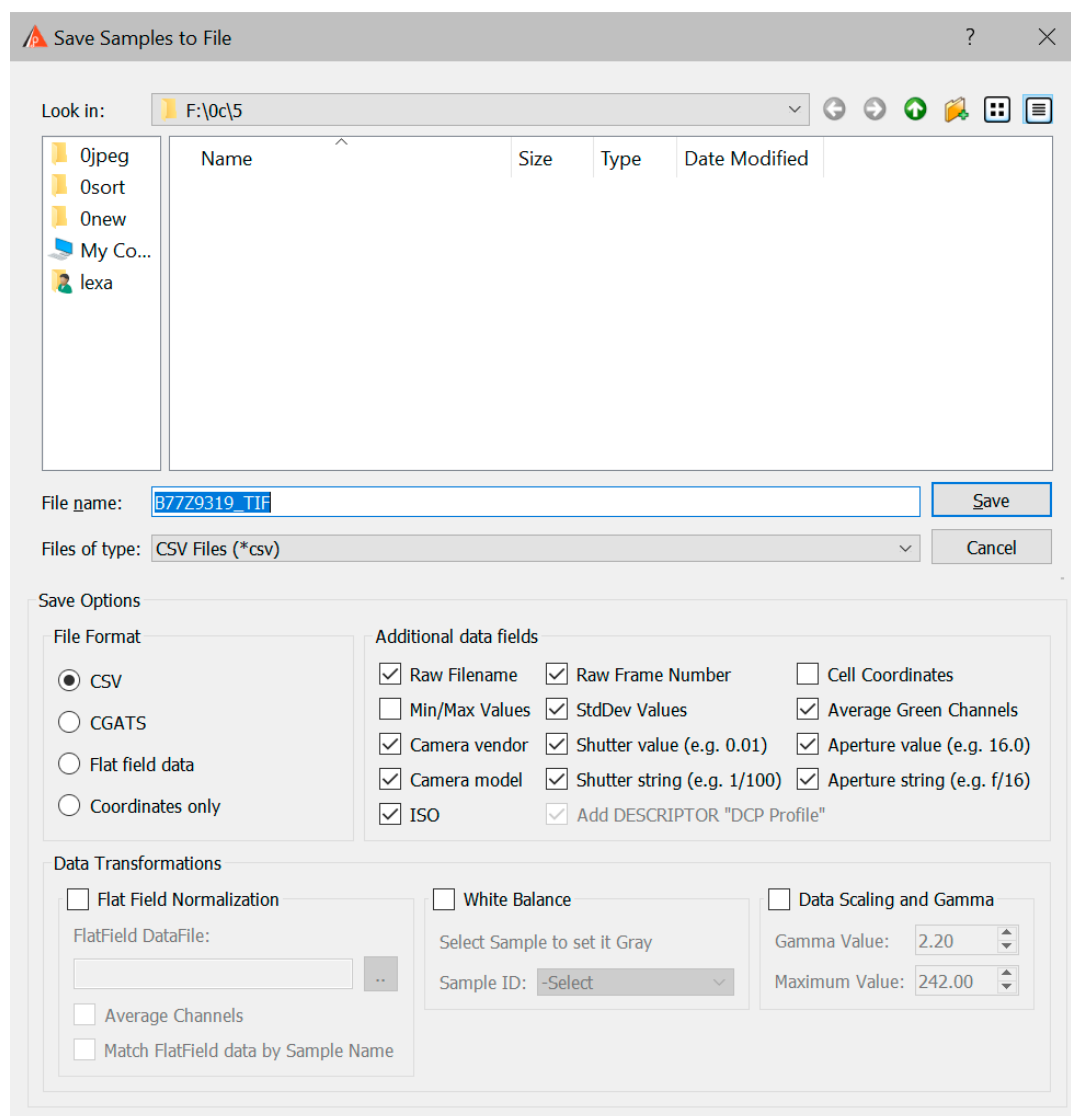 Save Samples to File
?
Look in: F:\0c\5
0jpeg
0sort
0new
My Co...
lexa
Name Size Type Date Modified
File name: B77Z9319_TIF Save
Files of type: CSV Files (*csv) Cancel
Save Options
File Format
CSV
CGATS
Flat field data
Coordinates only
Additional data fields
Raw Filename Raw Frame Number Cell Coordinates
Min/Max Values StdDev Values Average Green Channels
Camera vendor Shutter value (e.g. 0.01) Aperture value (e.g. 16.0)
Camera model Shutter string (e.g. 1/100) Aperture string (e.g. f/16)
ISO Add DESCRIPTOR "DCP Profile"
Data Transformations
Flat Field Normalization
FlatField DataFile:
..
Average Channels
Match FlatField data by Sample Name
White Balance
Select Sample to set it Gray
Sample ID: -Select
Data Scaling and Gamma
Gamma Value: 2.20
Maximum Value: 242.00